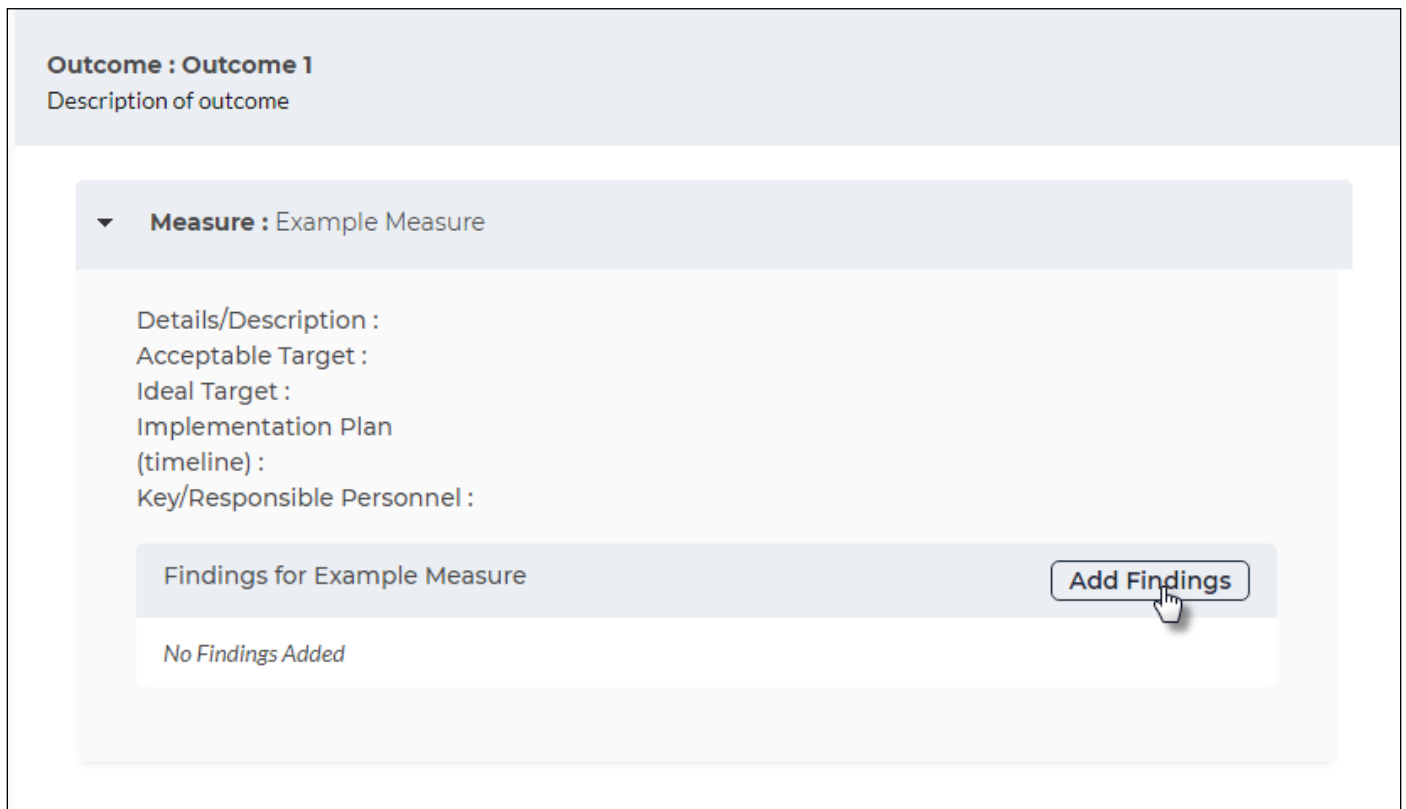 Outcome : Outcome 1
Description of outcome
Measure : Example Measure
Details/Description :
Acceptable Target :
Ideal Target :
Implementation Plan
(timeline) :
Key/Responsible Personnel :
Findings for Example Measure
Add Findings
No Findings Added